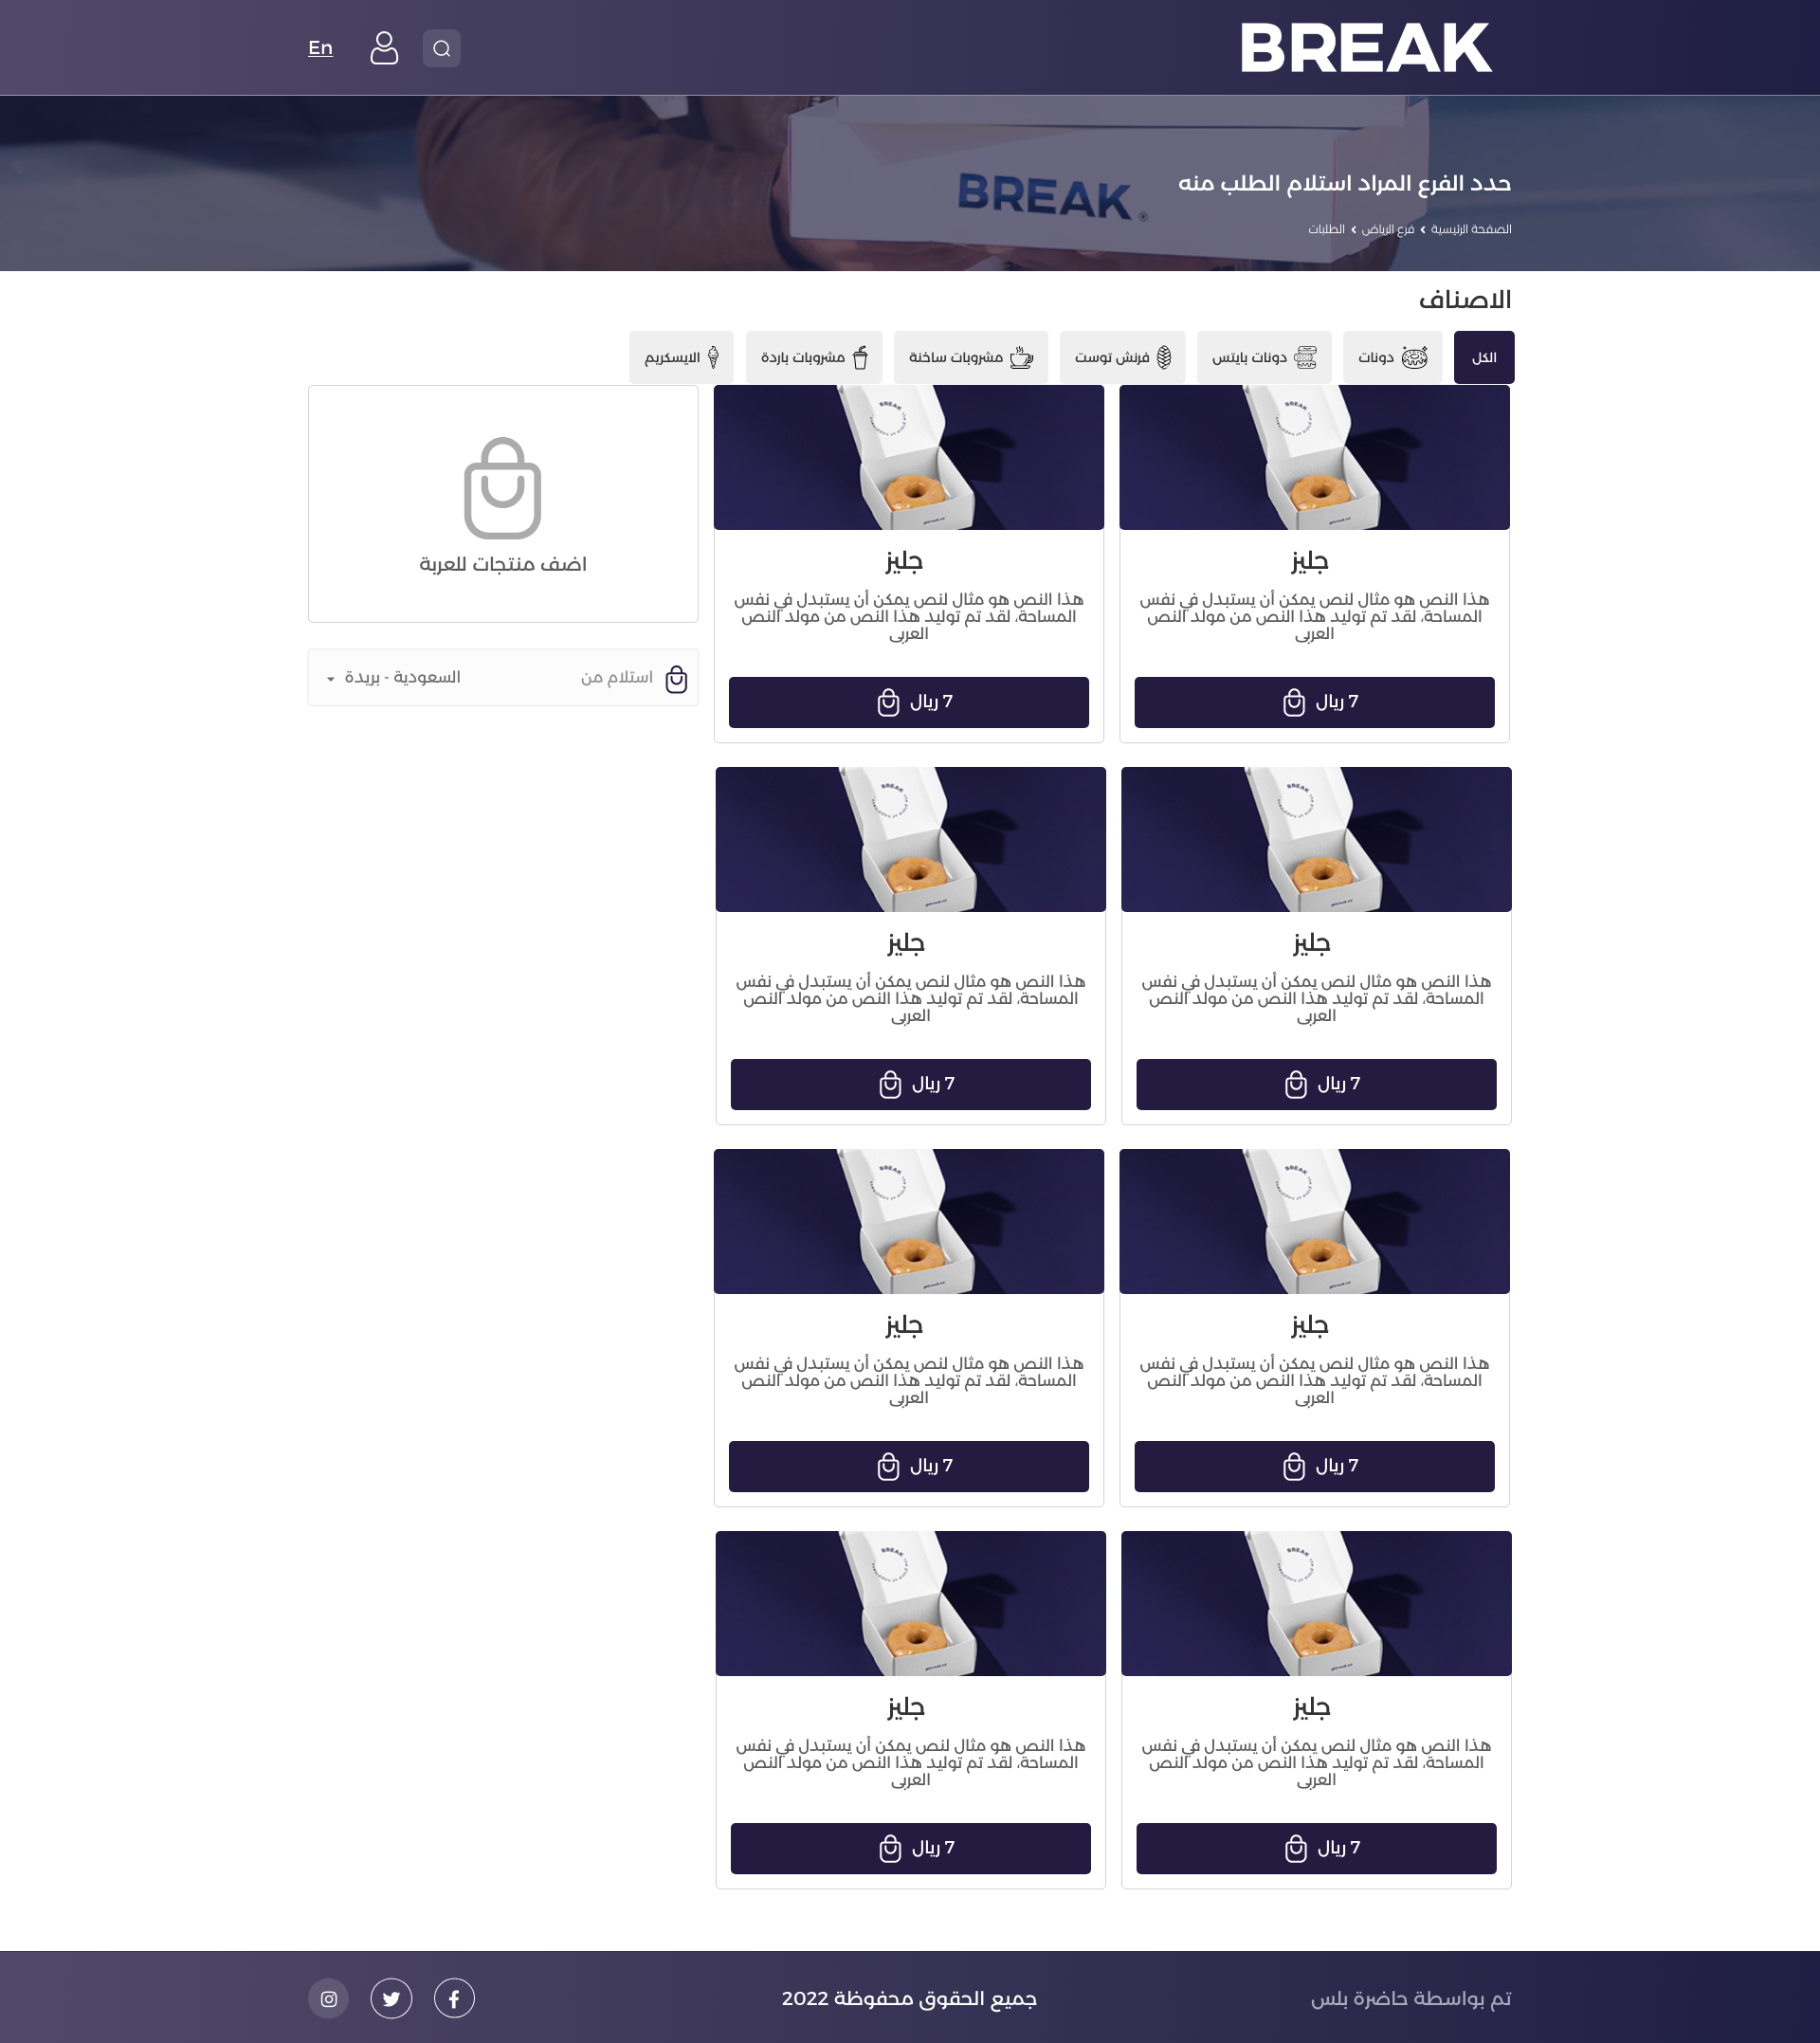 BREAK
En
BREAK®
حدد الفرع المراد استلام الطلب منه
الصفحة الرئيسية › فرع الرياض › الطلبات
الاصناف
الكل
دونات
دونات بايتس
فرنش توست
مشروبات ساخنة
مشروبات باردة
الايسكريم
BREAK
جليز
هذا النص هو مثال لنص يمكن أن يستبدل في نفس
المساحة، لقد تم توليد هذا النص من مولد النص
العربى
7 ريال
BREAK
جليز
هذا النص هو مثال لنص يمكن أن يستبدل في نفس
المساحة، لقد تم توليد هذا النص من مولد النص
العربى
7 ريال
اضف منتجات للعربة
استلام من
السعودية - بريدة
BREAK
جليز
هذا النص هو مثال لنص يمكن أن يستبدل في نفس
المساحة، لقد تم توليد هذا النص من مولد النص
العربى
7 ريال
BREAK
جليز
هذا النص هو مثال لنص يمكن أن يستبدل في نفس
المساحة، لقد تم توليد هذا النص من مولد النص
العربى
7 ريال
BREAK
جليز
هذا النص هو مثال لنص يمكن أن يستبدل في نفس
المساحة، لقد تم توليد هذا النص من مولد النص
العربى
7 ريال
BREAK
جليز
هذا النص هو مثال لنص يمكن أن يستبدل في نفس
المساحة، لقد تم توليد هذا النص من مولد النص
العربى
7 ريال
BREAK
جليز
هذا النص هو مثال لنص يمكن أن يستبدل في نفس
المساحة، لقد تم توليد هذا النص من مولد النص
العربى
7 ريال
BREAK
جليز
هذا النص هو مثال لنص يمكن أن يستبدل في نفس
المساحة، لقد تم توليد هذا النص من مولد النص
العربى
7 ريال
تم بواسطة حاضرة بلس
جميع الحقوق محفوظة 2022